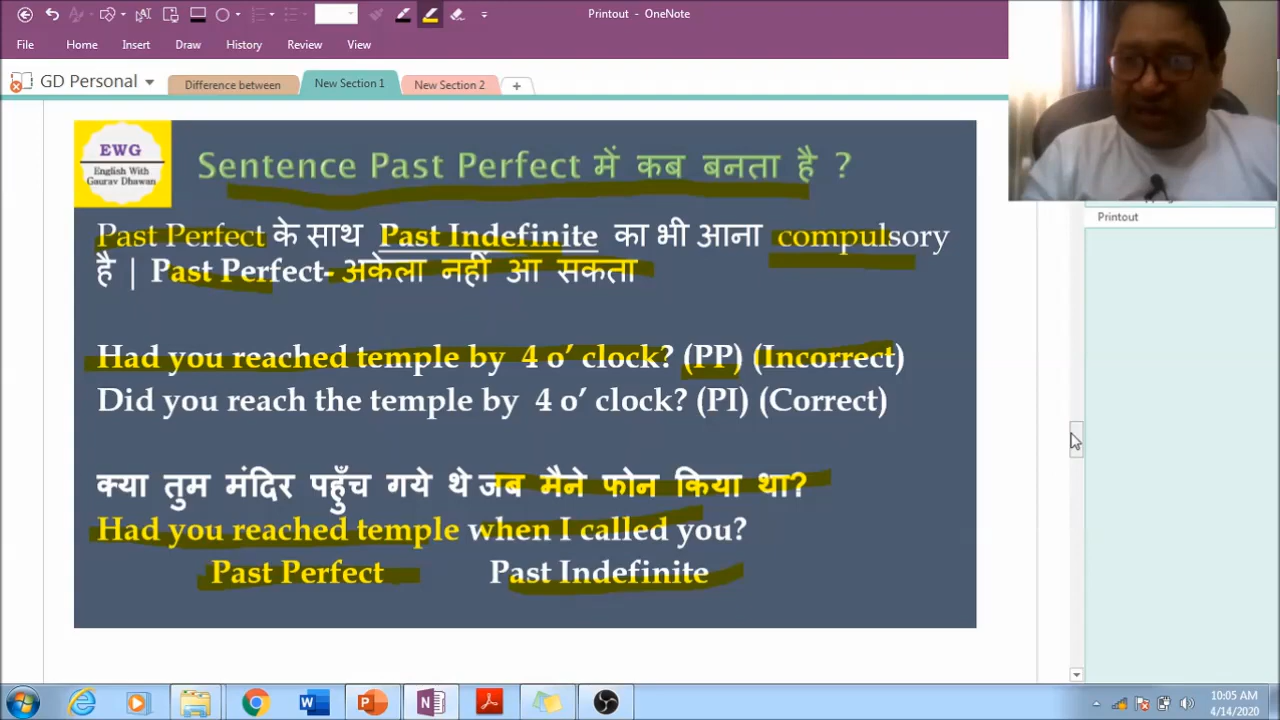 Printout - OneNote
File Home Insert Draw History Review View
GD Personal Difference between New Section 1 New Section 2 +
EWG
English With
Gaurav Dhawan
Sentence Past Perfect में कब बनता है ?
Printout
Past Perfect के साथ Past Indefinite का भी आना compulsory
है | Past Perfect- अकेला नहीं आ सकता
Had you reached temple by 4 o’ clock? (PP) (Incorrect)
Did you reach the temple by 4 o’ clock? (PI) (Correct)
क्या तुम मंदिर पहुँच गये थे जब मैने फोन किया था?
Had you reached temple when I called you?
Past Perfect Past Indefinite
10:05 AM
4/14/2020